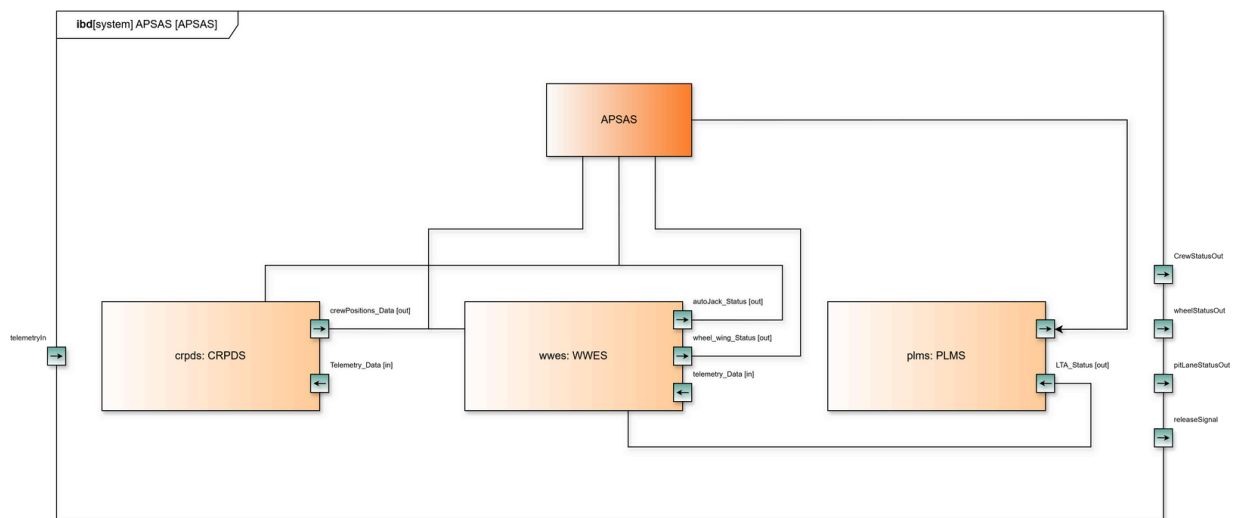 ibd[system] APSAS [APSAS]
APSAS
CrewStatusOut
crewPositions_Data [out]
autoJack_Status [out]
wheelStatusOut
telemetryIn
crpds: CRPDS
wheel_wing_Status [out]
wwes: WWES
plms: PLMS
Telemetry_Data [in]
telemetry_Data [in]
LTA_Status [out]
pitLaneStatusOut
releaseSignal